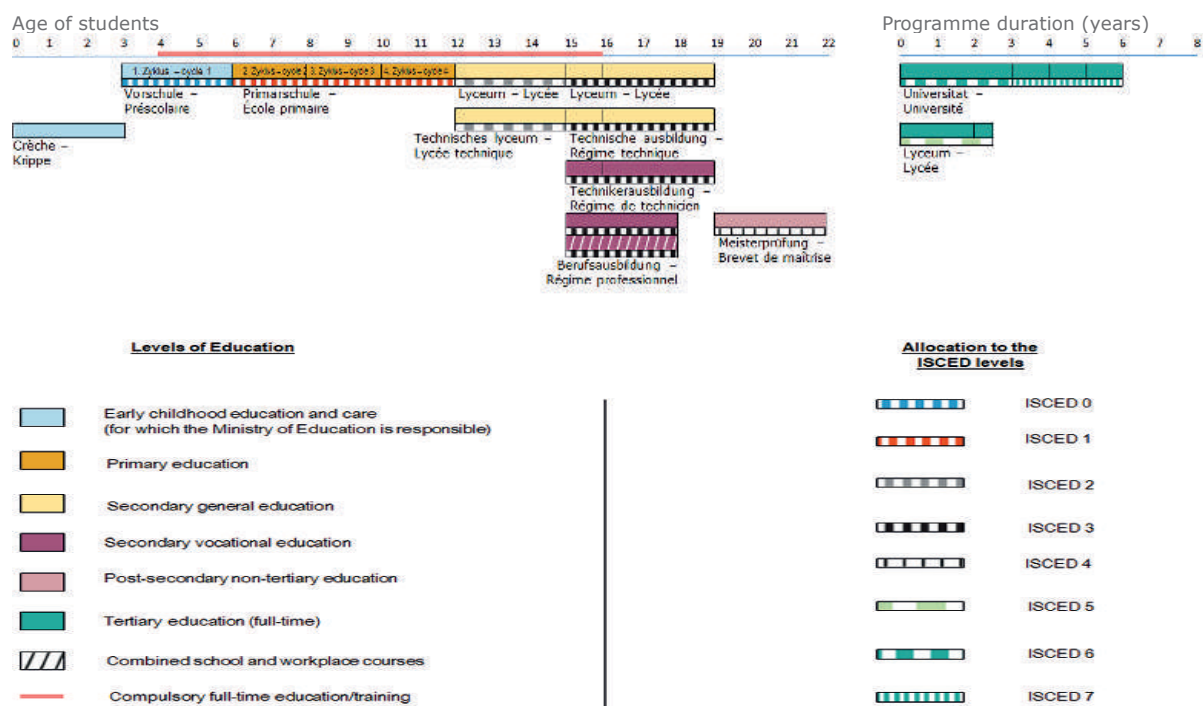 Age of students
Programme duration (years)
0 1 2 3 4 5 6 7 8 9 10 11 12 13 14 15 16 17 18 19 20 21 22
0 1 2 3 4 5 6 7 8
1. Zyklus – cycle 1
2. Zyklus – cycle 2
3. Zyklus – cycle 3
4. Zyklus – cycle 4
Vorschule –
Préscolaire
Primarschule –
École primaire
Lyceum – Lycée
Lyceum – Lycée
Universitat –
Université
Crèche –
Krippe
Technisches lyceum –
Lycée technique
Technische ausbildung –
Régime technique
Lyceum –
Lycée
Technikerausbildung –
Régime de technicien
Berufsausbildung –
Régime professionnel
Meisterprüfung –
Brevet de maîtrise
Levels of Education
Early childhood education and care
(for which the Ministry of Education is responsible)
Primary education
Secondary general education
Secondary vocational education
Post-secondary non-tertiary education
Tertiary education (full-time)
Combined school and workplace courses
Compulsory full-time education/training
Allocation to the
ISCED levels
ISCED 0
ISCED 1
ISCED 2
ISCED 3
ISCED 4
ISCED 5
ISCED 6
ISCED 7